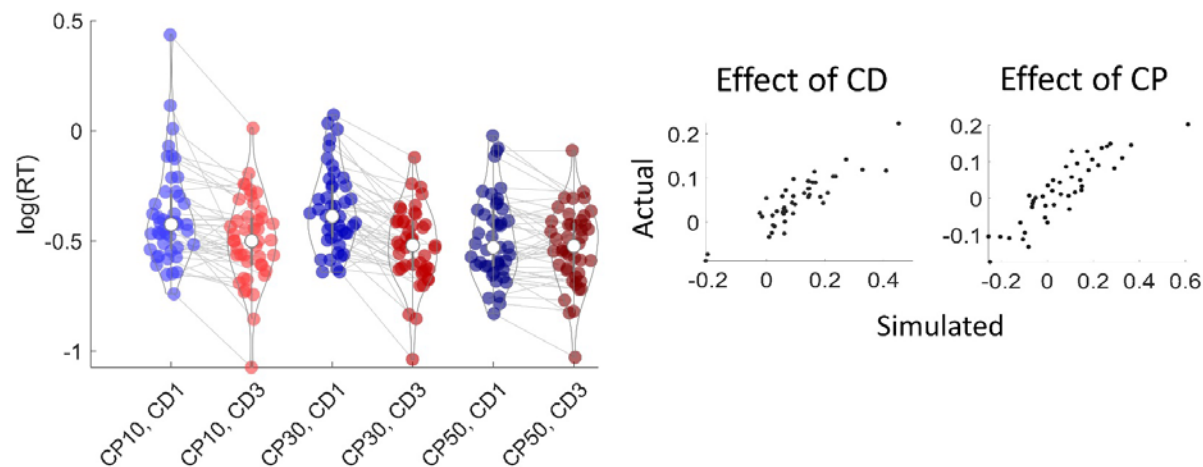 0.5
0
-0.5
-1
log(RT)
CP10, CD1
CP10, CD3
CP30, CD1
CP30, CD3
CP50, CD1
CP50, CD3
Effect of CD
0.2
0.1
0
-0.2
0
0.2
0.4
Actual
Effect of CP
0.2
0.1
0
-0.1
-0.2
0
0.2
0.4
0.6
Simulated